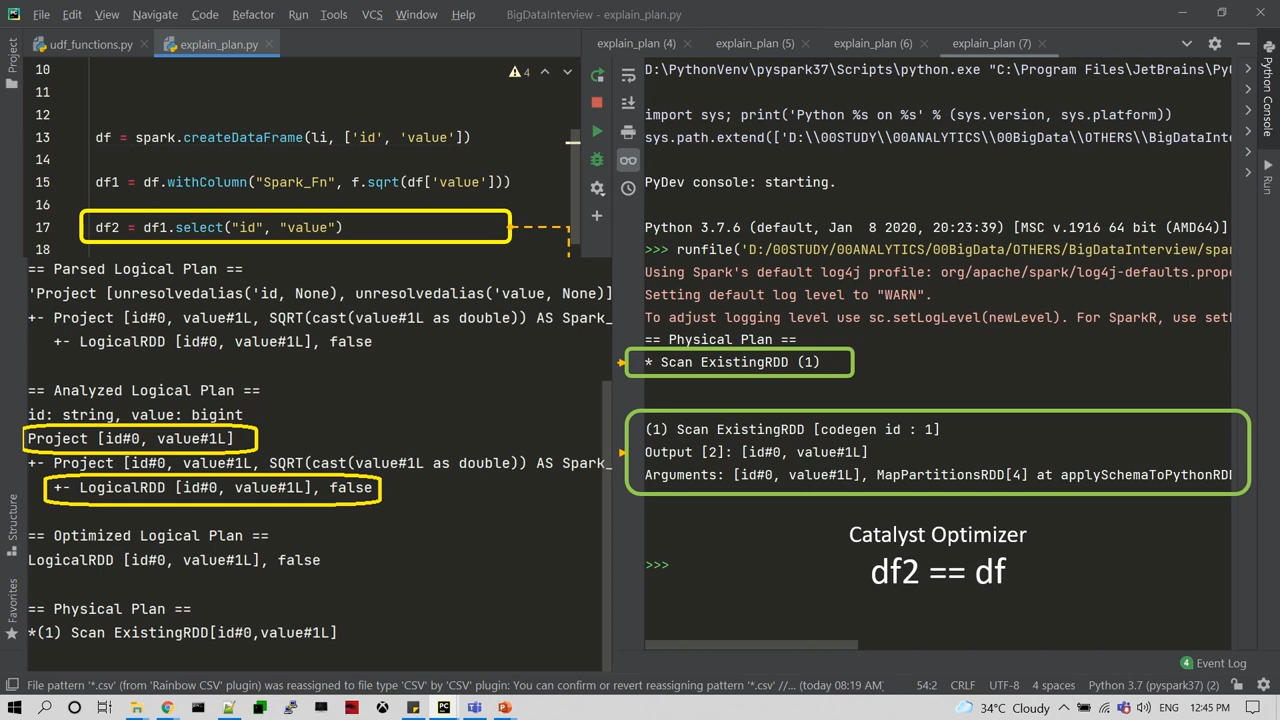 File Edit View Navigate Code Refactor Run Tools VCS Window Help BigDataInterview - explain_plan.py
Project
udf_functions.py
explain_plan.py
4
10
11
12
13 df = spark.createDataFrame(li, ['id', 'value'])
14
15 df1 = df.withColumn("Spark_Fn", f.sqrt(df['value']))
17 df2 = df1.select("id", "value")
18
== Parsed Logical Plan ==
'Project [unresolvedalias('id, None), unresolvedalias('value, None)]
+- Project [id#0, value#1L, SQRT(cast(value#1L as double)) AS Spark_
+- LogicalRDD [id#0, value#1L], false
== Analyzed Logical Plan ==
id: string, value: bigint
Project [id#0, value#1L]
+- Project [id#0, value#1L, SQRT(cast(value#1L as double)) AS Spark_
+- LogicalRDD [id#0, value#1L], false
== Optimized Logical Plan ==
LogicalRDD [id#0, value#1L], false
== Physical Plan ==
*(1) Scan ExistingRDD[id#0,value#1L]
Structure
Favorites
explain_plan (4) explain_plan (5) explain_plan (6) explain_plan (7)
D:\PythonVenv\pyspark37\Scripts\python.exe "C:\Program Files\JetBrains\Py
import sys; print('Python %s on %s' % (sys.version, sys.platform))
sys.path.extend(['D:\\00STUDY\\00ANALYTICS\\00BigData\\OTHERS\\BigDataInter
PyDev console: starting.
Python 3.7.6 (default, Jan  8 2020, 20:23:39) [MSC v.1916 64 bit (AMD64)]
>>> runfile('D:/00STUDY/00ANALYTICS/00BigData/OTHERS/BigDataInterview/spar
Using Spark's default log4j profile: org/apache/spark/log4j-defaults.prope
Setting default log level to "WARN".
To adjust logging level use sc.setLogLevel(newLevel). For SparkR, use set
== Physical Plan ==
* Scan ExistingRDD (1)
(1) Scan ExistingRDD [codegen id : 1]
Output [2]: [id#0, value#1L]
Arguments: [id#0, value#1L], MapPartitionsRDD[4] at applySchemaToPythonRD
Catalyst Optimizer
df2 == df
>>>
Python Console
Run
4 Event Log
File pattern '*.csv' (from 'Rainbow CSV' plugin) was reassigned to file type 'CSV' by 'CSV' plugin: You can confirm or revert reassigning pattern '*.csv' //... (today 08:19 AM) 54:2 CRLF UTF-8 4 spaces Python 3.7 (pyspark37) (2)
34°C Cloudy ENG 12:45 PM